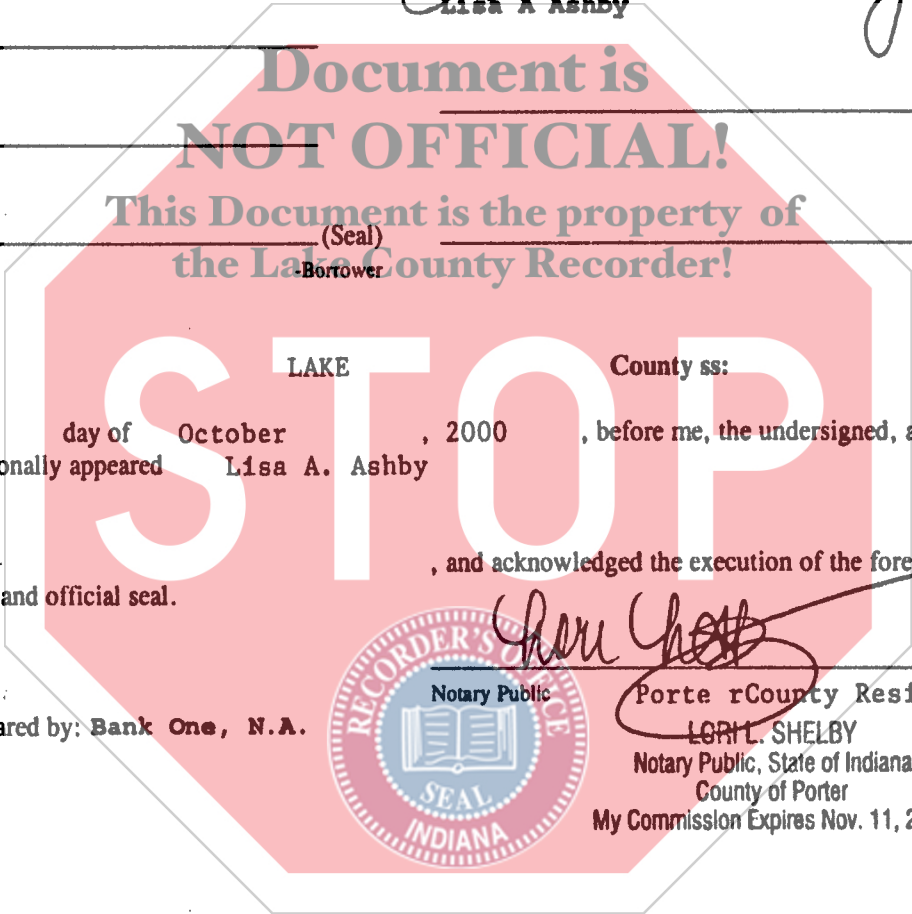 Lisa A Ashby
Document is
NOT OFFICIAL!
This Document is the property of
(Seal)
the Lake County Recorder!
-Borrower
STOP
LAKE County ss:
day of October , 2000 , before me, the undersigned, a
onally appeared Lisa A. Ashby
, and acknowledged the execution of the fore
and official seal.
RECORDER'S OFFICE
SEAL
INDIANA
Notary Public Porte rCounty Resi
ared by: Bank One, N.A.
LORI L. SHELBY
Notary Public, State of Indiana
County of Porter
My Commission Expires Nov. 11, 2